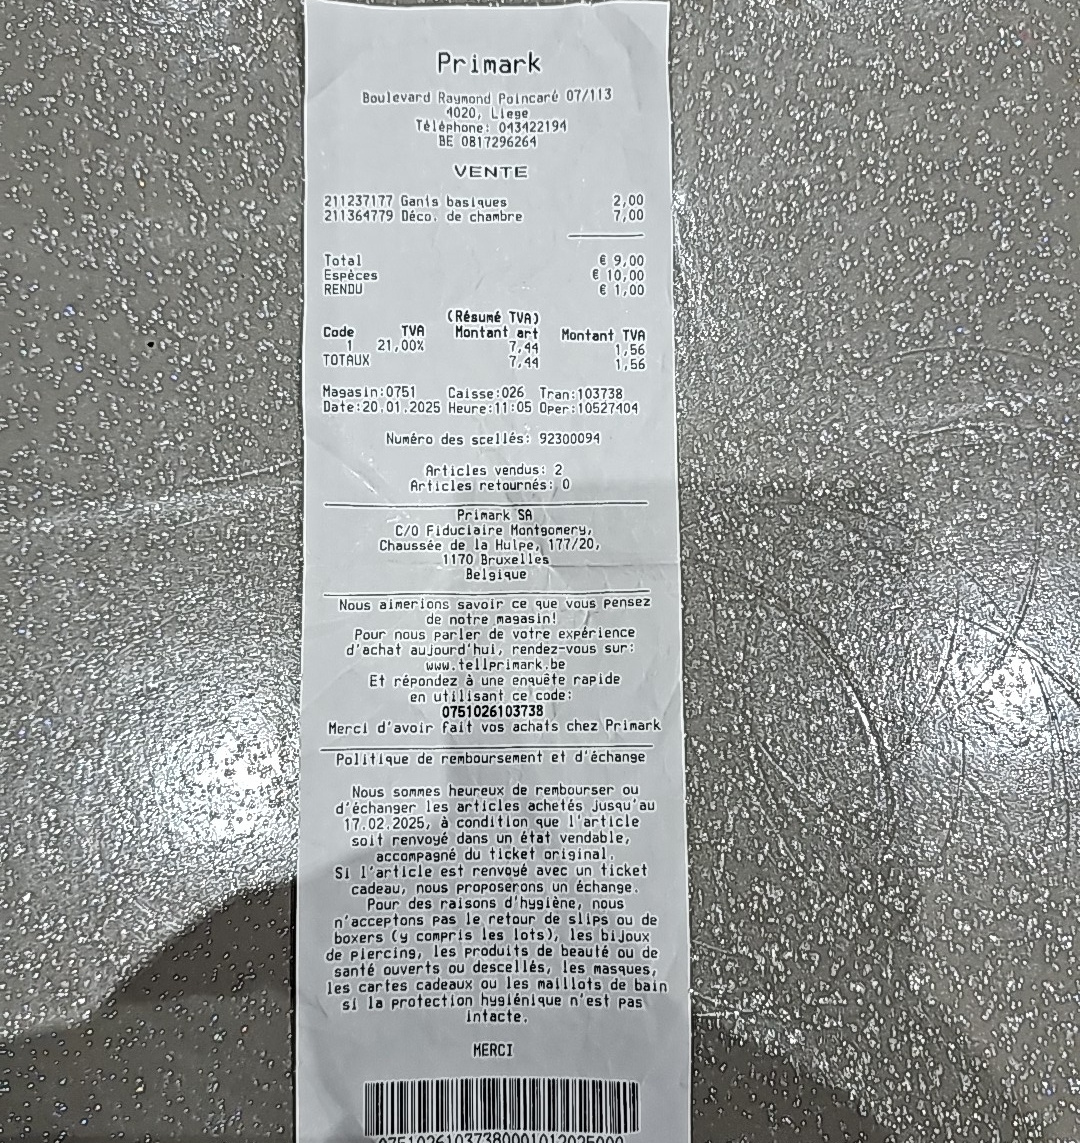 Primark
Boulevard Raymond Poincaré 07/113
4020, Liege
Téléphone: 043422194
BE 0817296264
VENTE
211237177 Gants basiques 2,00
211364779 Déco. de chambre 7,00
Total € 9,00
Espèces € 10,00
RENDU € 1,00
(Résumé TVA)
Code TVA Montant art Montant TVA
1 21,00% 7,44 1,56
TOTAUX 7,44 1,56
Magasin:0751 Caisse:026 Tran:103738
Date:20.01.2025 Heure:11:05 Oper:10527404
Numéro des scellés: 92300094
Articles vendus: 2
Articles retournés: 0
Primark SA
C/O Fiduciaire Montgomery,
Chaussée de la Hulpe, 177/20,
1170 Bruxelles
Belgique
Nous aimerions savoir ce que vous pensez
de notre magasin!
Pour nous parler de votre expérience
d'achat aujourd'hui, rendez-vous sur:
www.tellprimark.be
Et répondez à une enquête rapide
en utilisant ce code:
0751026103738
Merci d'avoir fait vos achats chez Primark
Politique de remboursement et d'échange
Nous sommes heureux de rembourser ou
d'échanger les articles achetés jusqu'au
17.02.2025, à condition que l'article
soit renvoyé dans un état vendable,
accompagné du ticket original.
Si l'article est renvoyé avec un ticket
cadeau, nous proposerons un échange.
Pour des raisons d'hygiène, nous
n'acceptons pas le retour de slips ou de
boxers (y compris les lots), les bijoux
de piercing, les produits de beauté ou de
santé ouverts ou descellés, les masques,
les cartes cadeaux ou les maillots de bain
si la protection hygiénique n'est pas
intacte.
MERCI
07510261037380001012025000